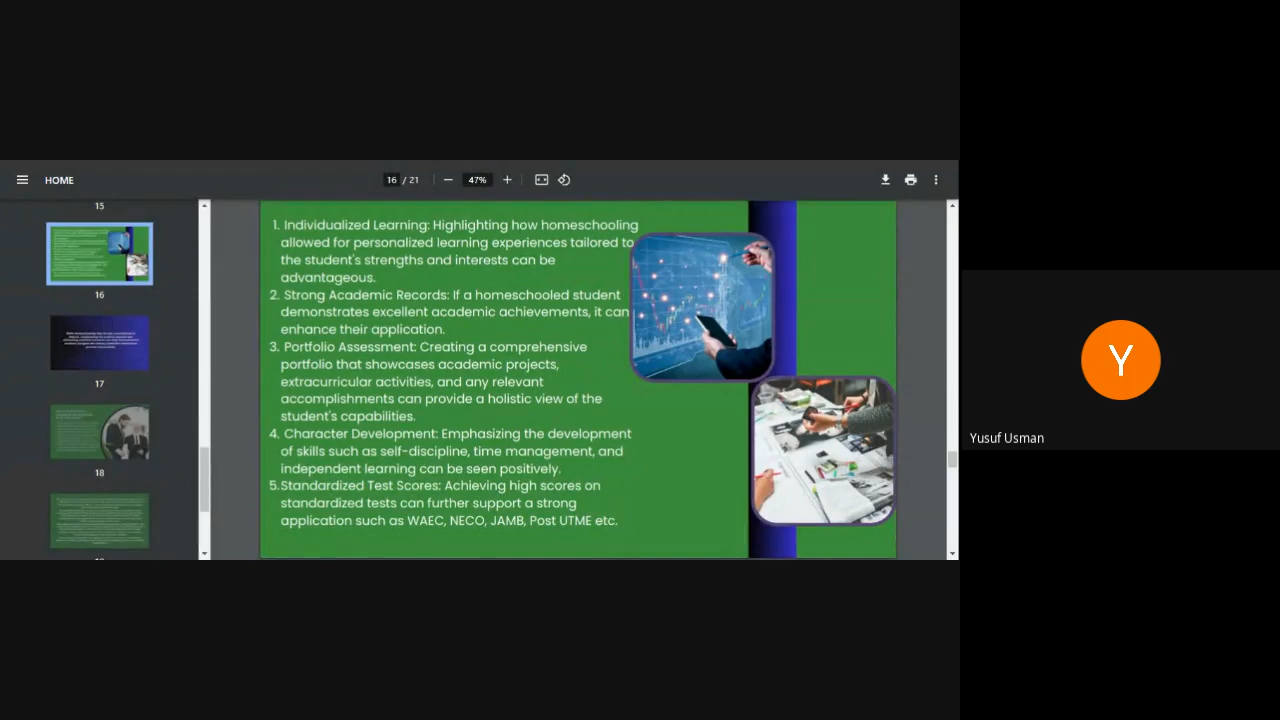 HOME
16 / 21
47%
15
16
17
18
1. Individualized Learning: Highlighting how homeschooling
allowed for personalized learning experiences tailored to
the student's strengths and interests can be
advantageous.
2. Strong Academic Records: If a homeschooled student
demonstrates excellent academic achievements, it can
enhance their application.
3. Portfolio Assessment: Creating a comprehensive
portfolio that showcases academic projects,
extracurricular activities, and any relevant
accomplishments can provide a holistic view of the
student's capabilities.
4. Character Development: Emphasizing the development
of skills such as self-discipline, time management, and
independent learning can be seen positively.
5. Standardized Test Scores: Achieving high scores on
standardized tests can further support a strong
application such as WAEC, NECO, JAMB, Post UTME etc.
Y
Yusuf Usman